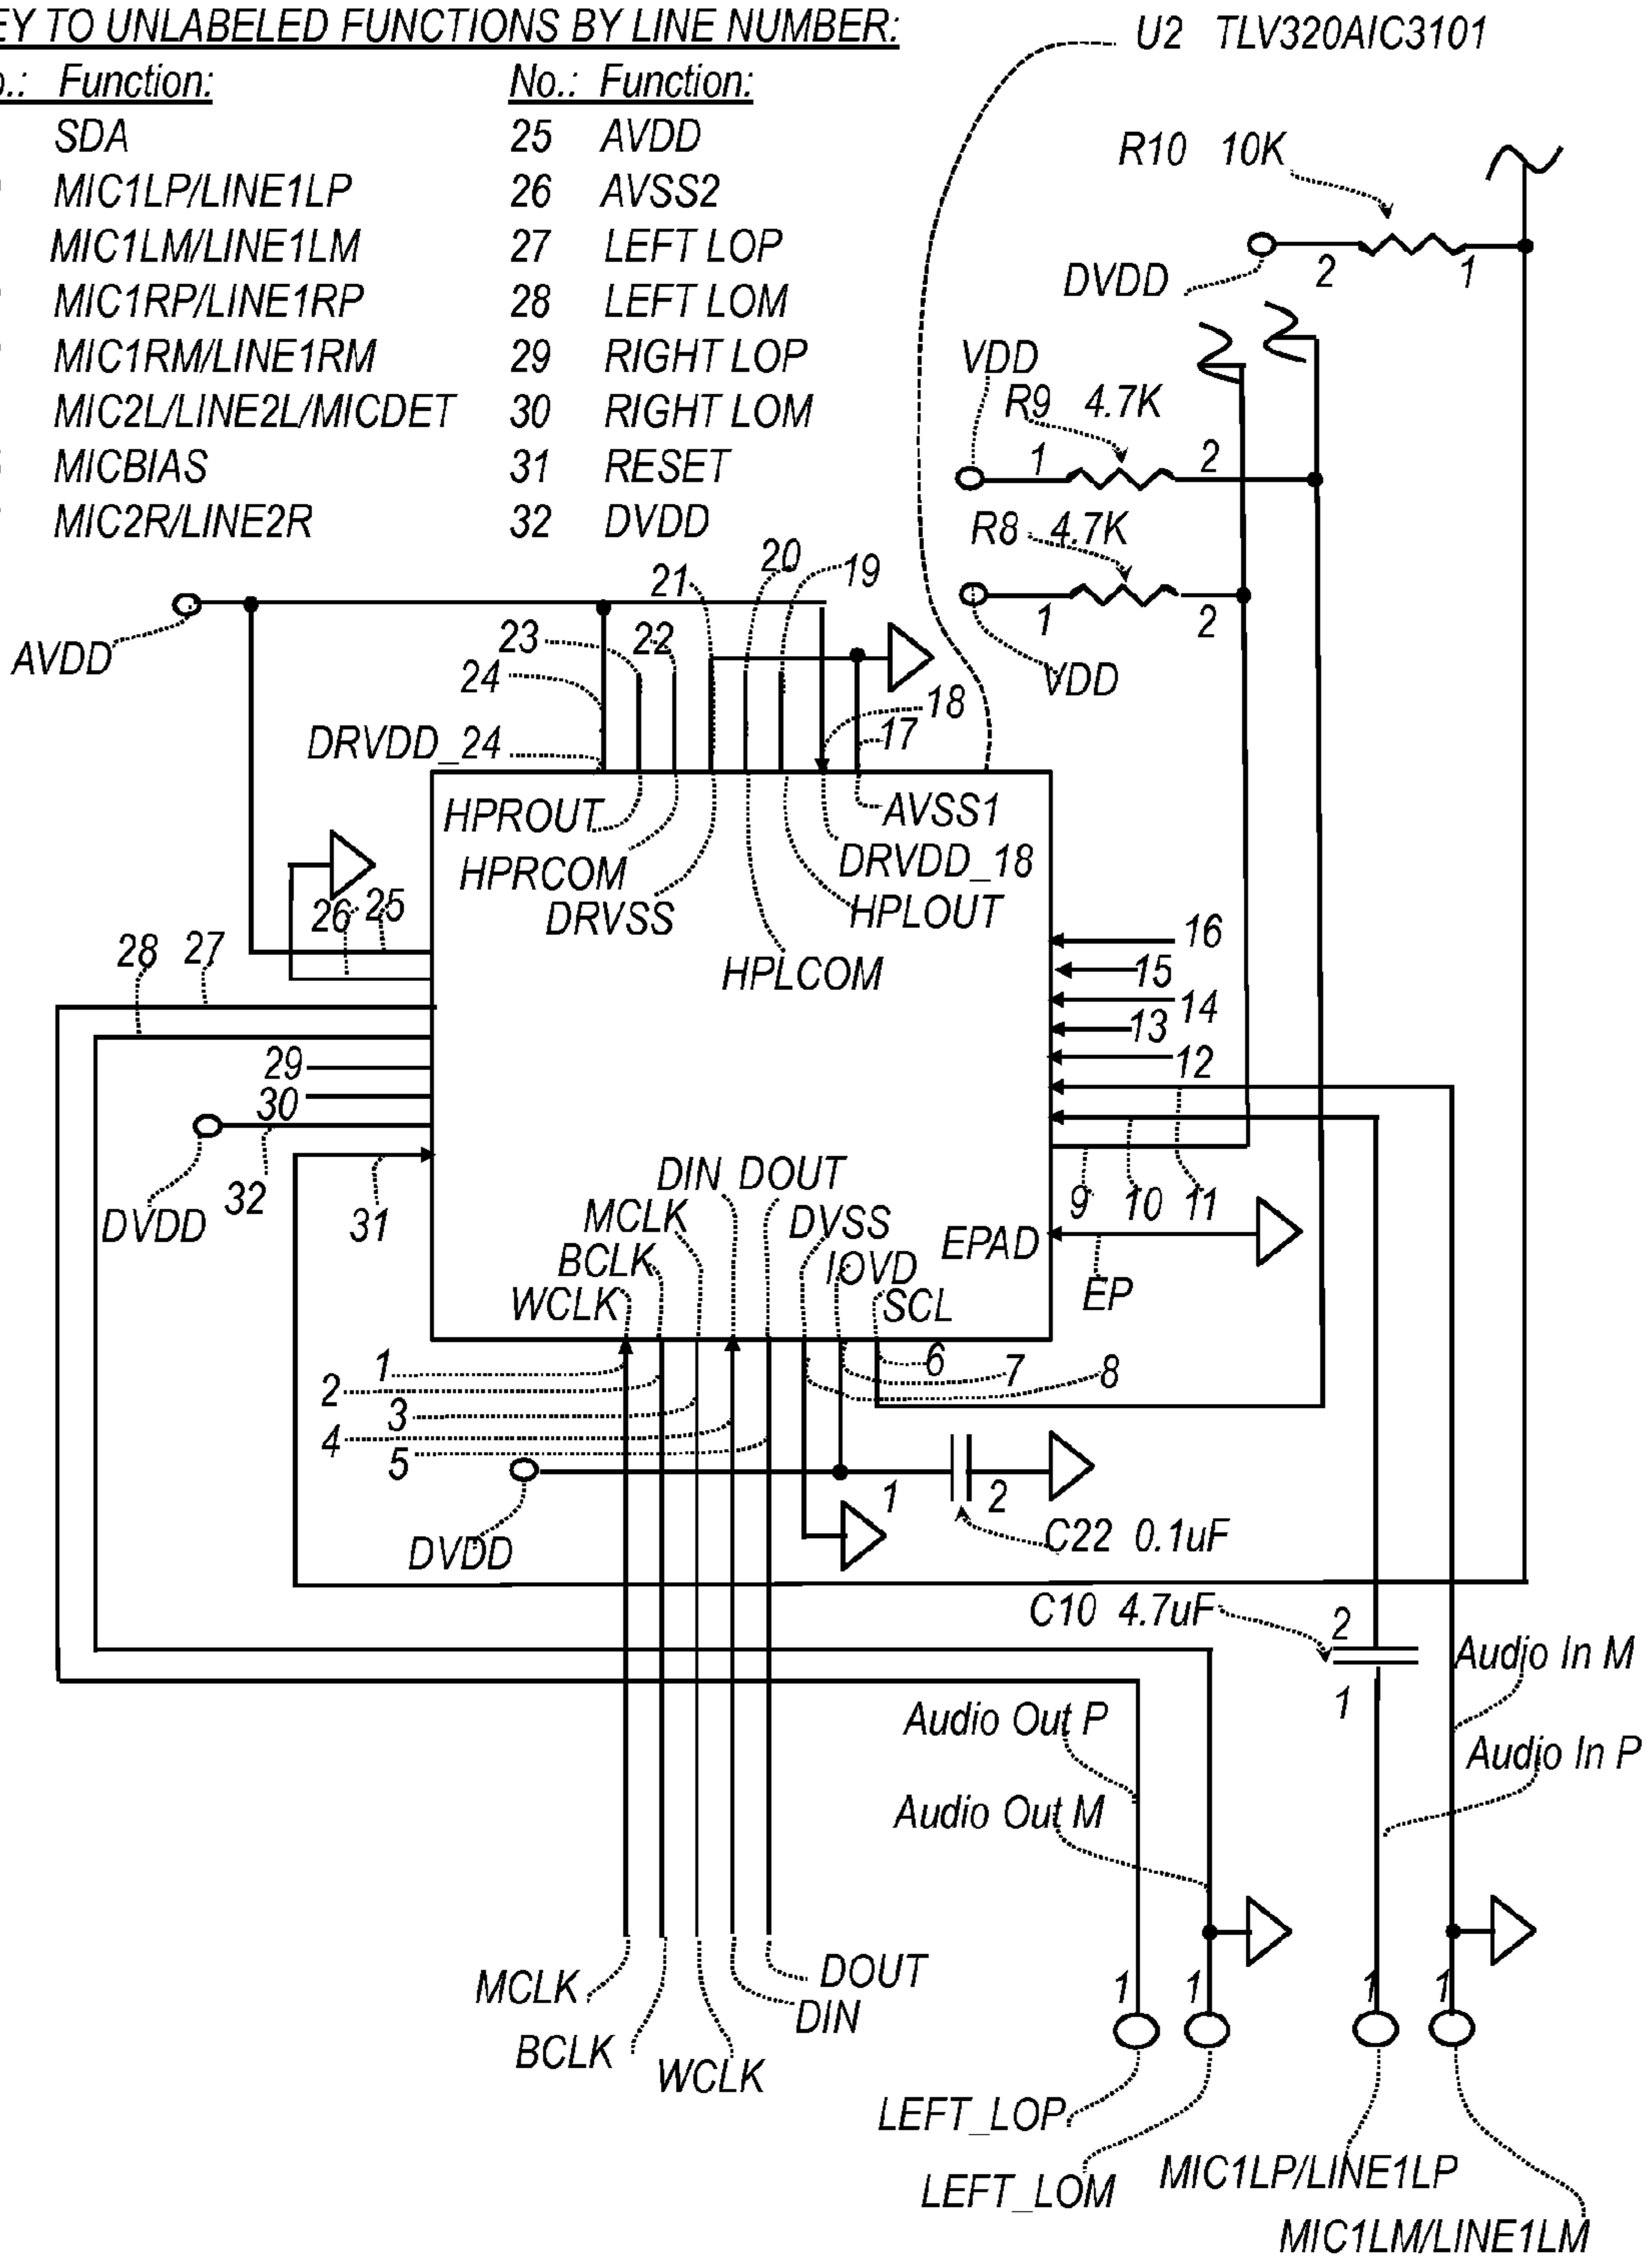 EY TO UNLABELED FUNCTIONS BY LINE NUMBER:
o.: Function: No.: Function:
SDA 25 AVDD
MIC1LP/LINE1LP 26 AVSS2
MIC1LM/LINE1LM 27 LEFT LOP
MIC1RP/LINE1RP 28 LEFT LOM
MIC1RM/LINE1RM 29 RIGHT LOP
MIC2L/LINE2L/MICDET 30 RIGHT LOM
MICBIAS 31 RESET
MIC2R/LINE2R 32 DVDD
U2 TLV320AIC3101
R10 10K
DVDD 2 1
VDD
R9 4.7K
1 2
R8 4.7K
1 2
VDD
AVDD
21 20 19
23 22
24
18
17
DRVDD_24
HPROUT AVSS1
HPRCOM DRVDD_18
DRVSS HPLOUT
HPLCOM
26 25
28 27
16
15
14
13
12
29
30
DVDD 32 31
DIN DOUT
MCLK DVSS
BCLK IOVD
WCLK SCL
9 10 11
EPAD
EP
1 6 7 8
2
3
4
5
DVDD
1 2
C22 0.1uF
C10 4.7uF
2
1
Audio In M
Audio Out P
Audio In P
Audio Out M
MCLK DOUT
DIN
BCLK
WCLK
1 1 1 1
LEFT_LOP
LEFT_LOM
MIC1LP/LINE1LP
MIC1LM/LINE1LM